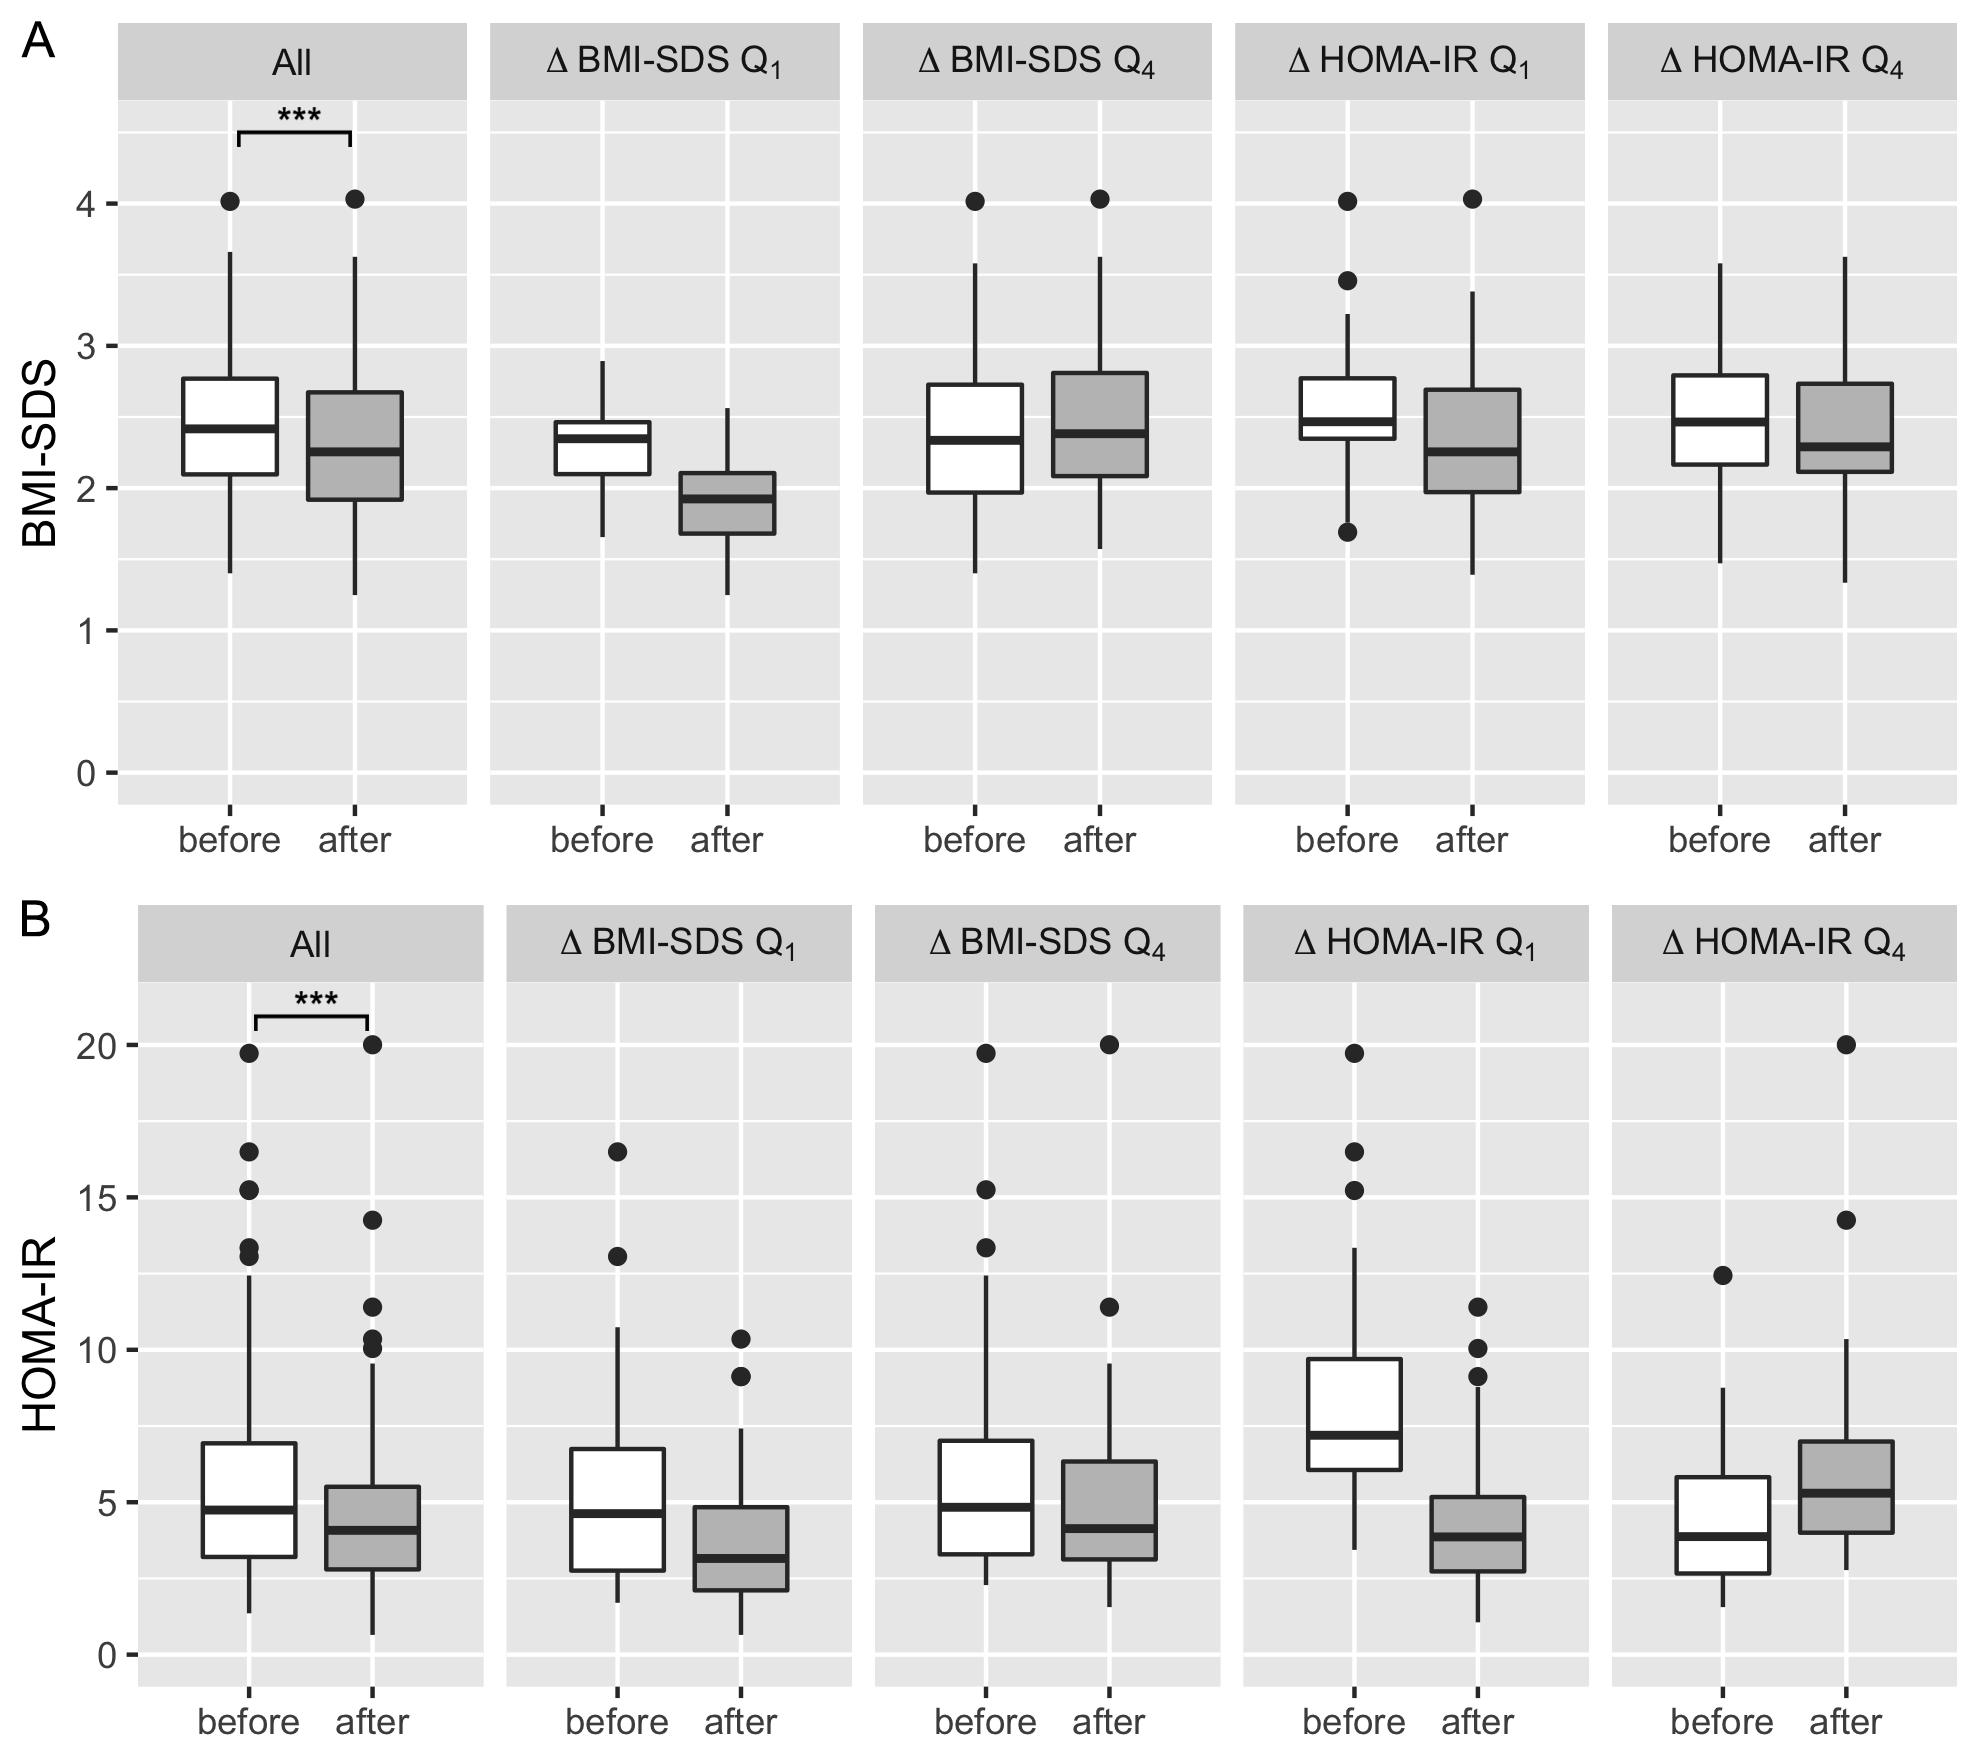 A
All
Δ BMI-SDS Q1
Δ BMI-SDS Q4
Δ HOMA-IR Q1
Δ HOMA-IR Q4
***
BMI-SDS
4
3
2
1
0
before after before after before after before after before after
B
All
Δ BMI-SDS Q1
Δ BMI-SDS Q4
Δ HOMA-IR Q1
Δ HOMA-IR Q4
***
HOMA-IR
20
15
10
5
0
before after before after before after before after before after